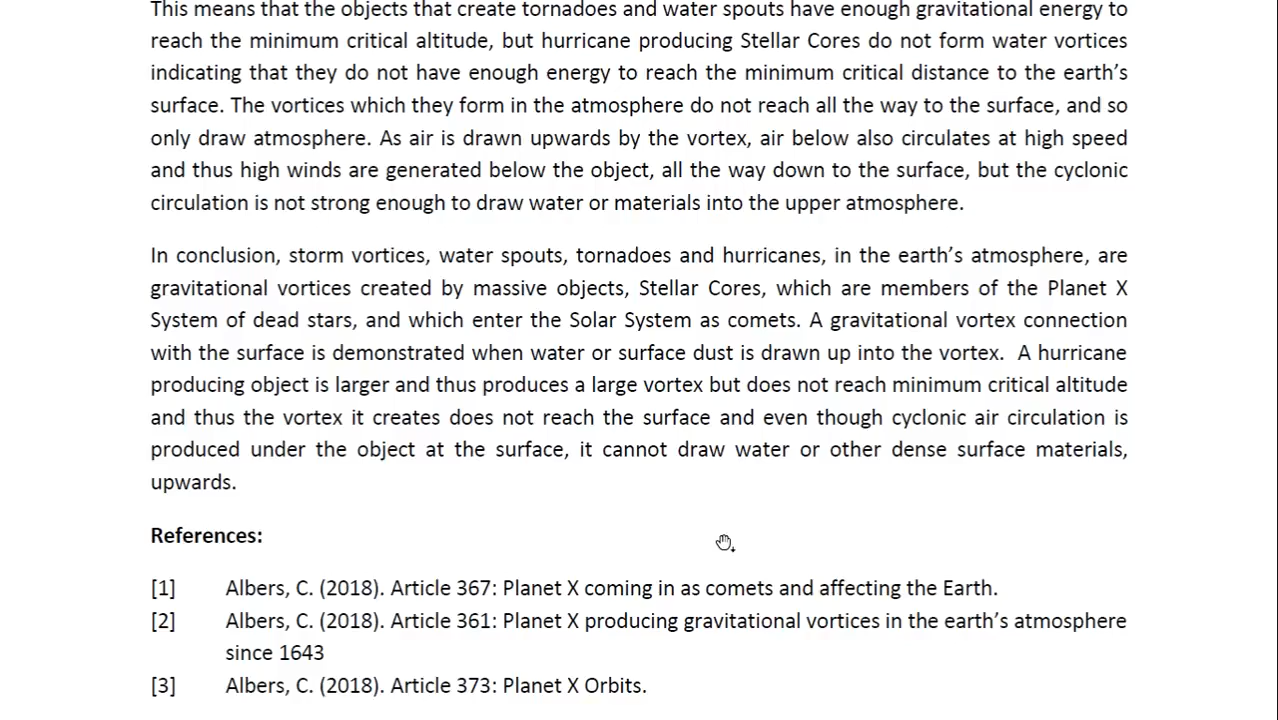 This means that the objects that create tornadoes and water spouts have enough gravitational energy to
reach the minimum critical altitude, but hurricane producing Stellar Cores do not form water vortices
indicating that they do not have enough energy to reach the minimum critical distance to the earth’s
surface. The vortices which they form in the atmosphere do not reach all the way to the surface, and so
only draw atmosphere. As air is drawn upwards by the vortex, air below also circulates at high speed
and thus high winds are generated below the object, all the way down to the surface, but the cyclonic
circulation is not strong enough to draw water or materials into the upper atmosphere.
In conclusion, storm vortices, water spouts, tornadoes and hurricanes, in the earth’s atmosphere, are
gravitational vortices created by massive objects, Stellar Cores, which are members of the Planet X
System of dead stars, and which enter the Solar System as comets. A gravitational vortex connection
with the surface is demonstrated when water or surface dust is drawn up into the vortex.  A hurricane
producing object is larger and thus produces a large vortex but does not reach minimum critical altitude
and thus the vortex it creates does not reach the surface and even though cyclonic air circulation is
produced under the object at the surface, it cannot draw water or other dense surface materials,
upwards.
References:
[1] Albers, C. (2018). Article 367: Planet X coming in as comets and affecting the Earth.
[2] Albers, C. (2018). Article 361: Planet X producing gravitational vortices in the earth’s atmosphere
since 1643
[3] Albers, C. (2018). Article 373: Planet X Orbits.